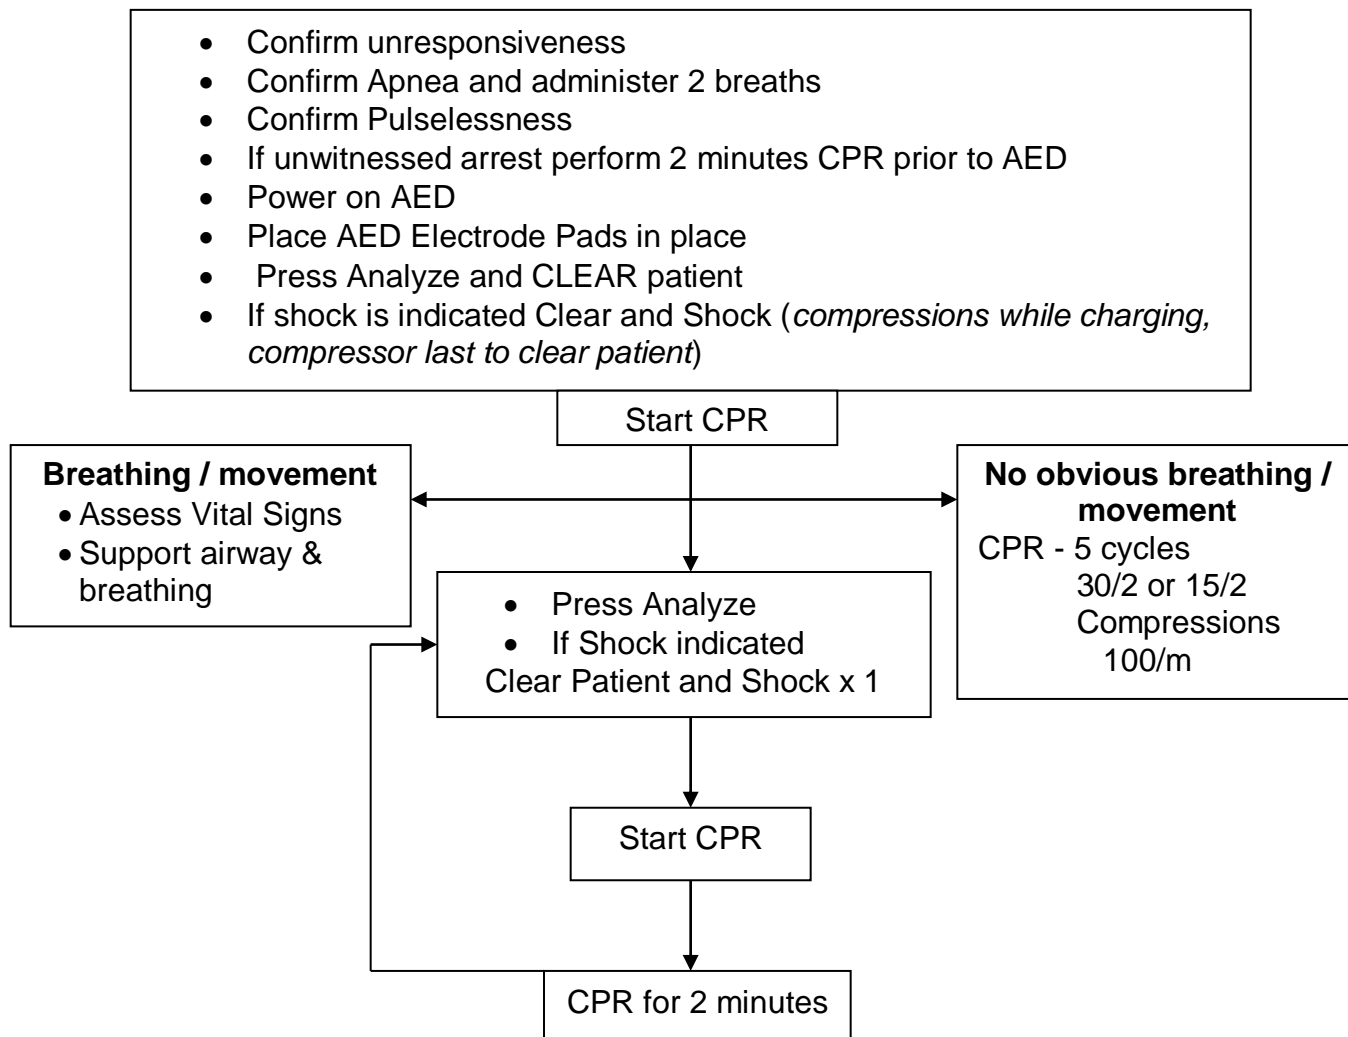 • Confirm unresponsiveness
• Confirm Apnea and administer 2 breaths
• Confirm Pulselessness
• If unwitnessed arrest perform 2 minutes CPR prior to AED
• Power on AED
• Place AED Electrode Pads in place
• Press Analyze and CLEAR patient
• If shock is indicated Clear and Shock (compressions while charging,
compressor last to clear patient)
Start CPR
Breathing / movement
• Assess Vital Signs
• Support airway &
breathing
No obvious breathing /
movement
CPR - 5 cycles
30/2 or 15/2
Compressions
100/m
• Press Analyze
• If Shock indicated
Clear Patient and Shock x 1
Start CPR
CPR for 2 minutes